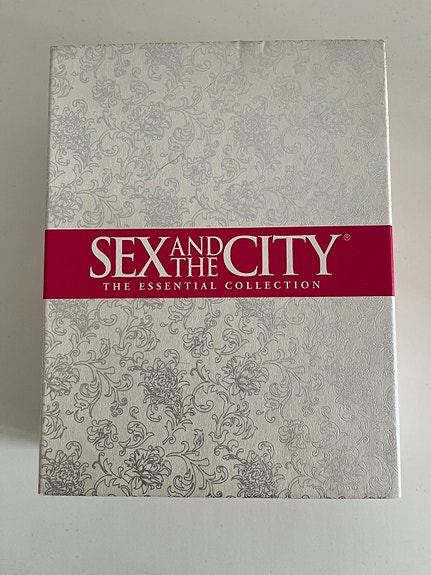 SEX AND THE CITY®
THE ESSENTIAL COLLECTION